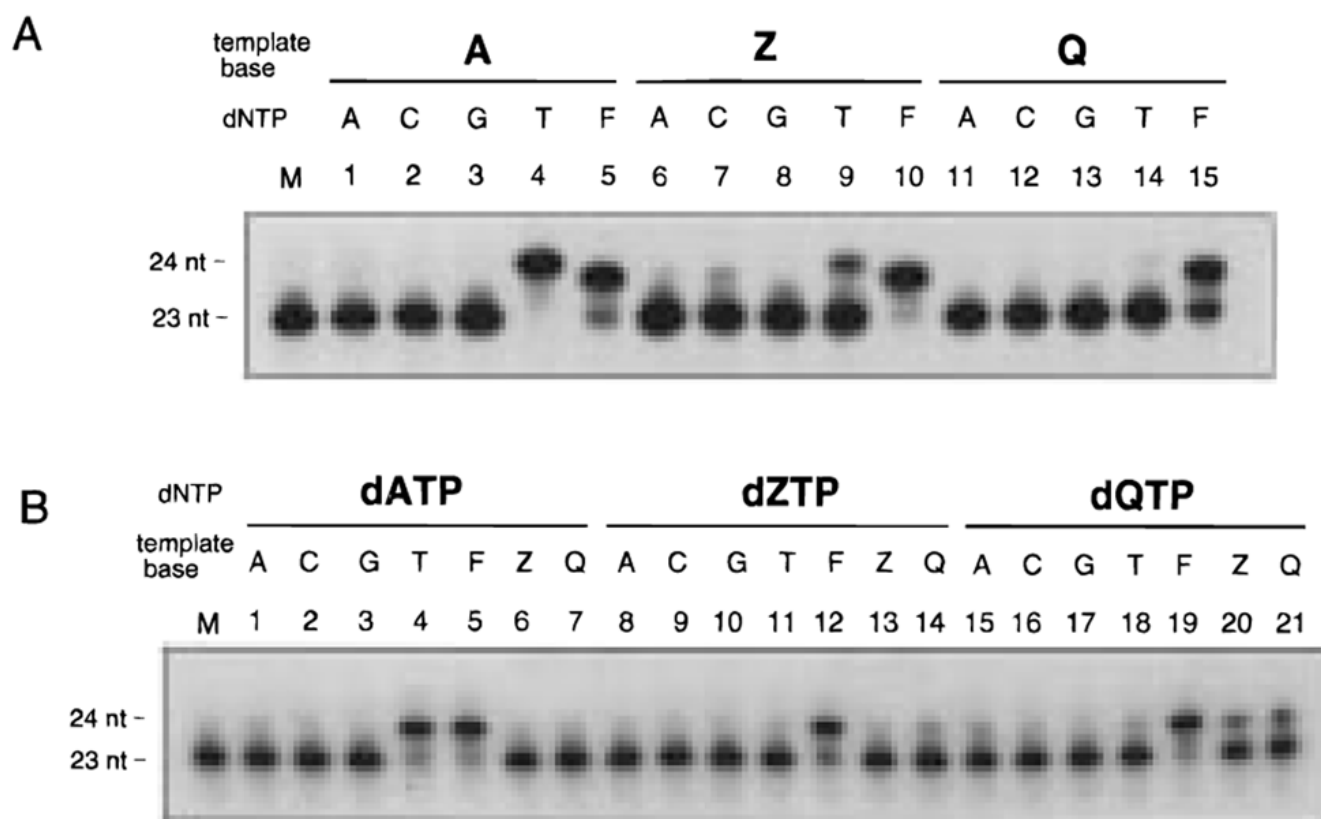 A
template base A Z Q
dNTP A C G T F A C G T F A C G T F
M 1 2 3 4 5 6 7 8 9 10 11 12 13 14 15
24 nt -
23 nt -
B
dNTP dATP dZTP dQTP
template base A C G T F Z Q A C G T F Z Q A C G T F Z Q
M 1 2 3 4 5 6 7 8 9 10 11 12 13 14 15 16 17 18 19 20 21
24 nt -
23 nt -